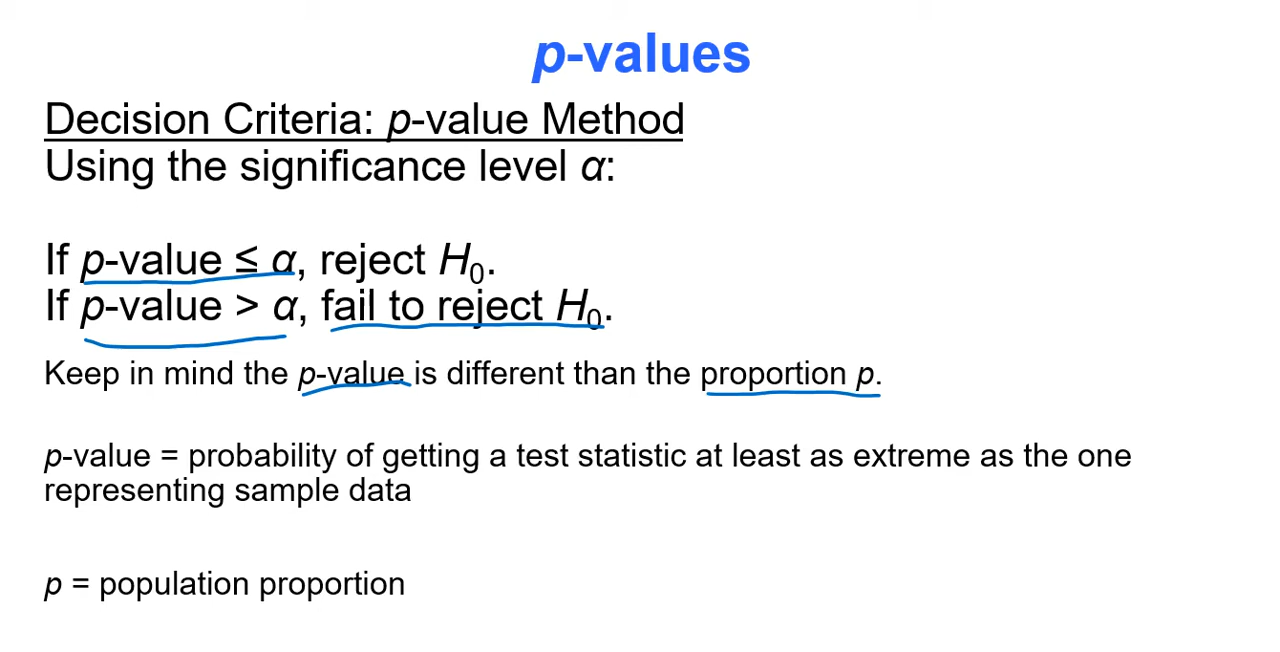 p-values
Decision Criteria: p-value Method
Using the significance level α:
If p-value ≤ α, reject H₀.
If p-value > α, fail to reject H₀.
Keep in mind the p-value is different than the proportion p.
p-value = probability of getting a test statistic at least as extreme as the one
representing sample data
p = population proportion